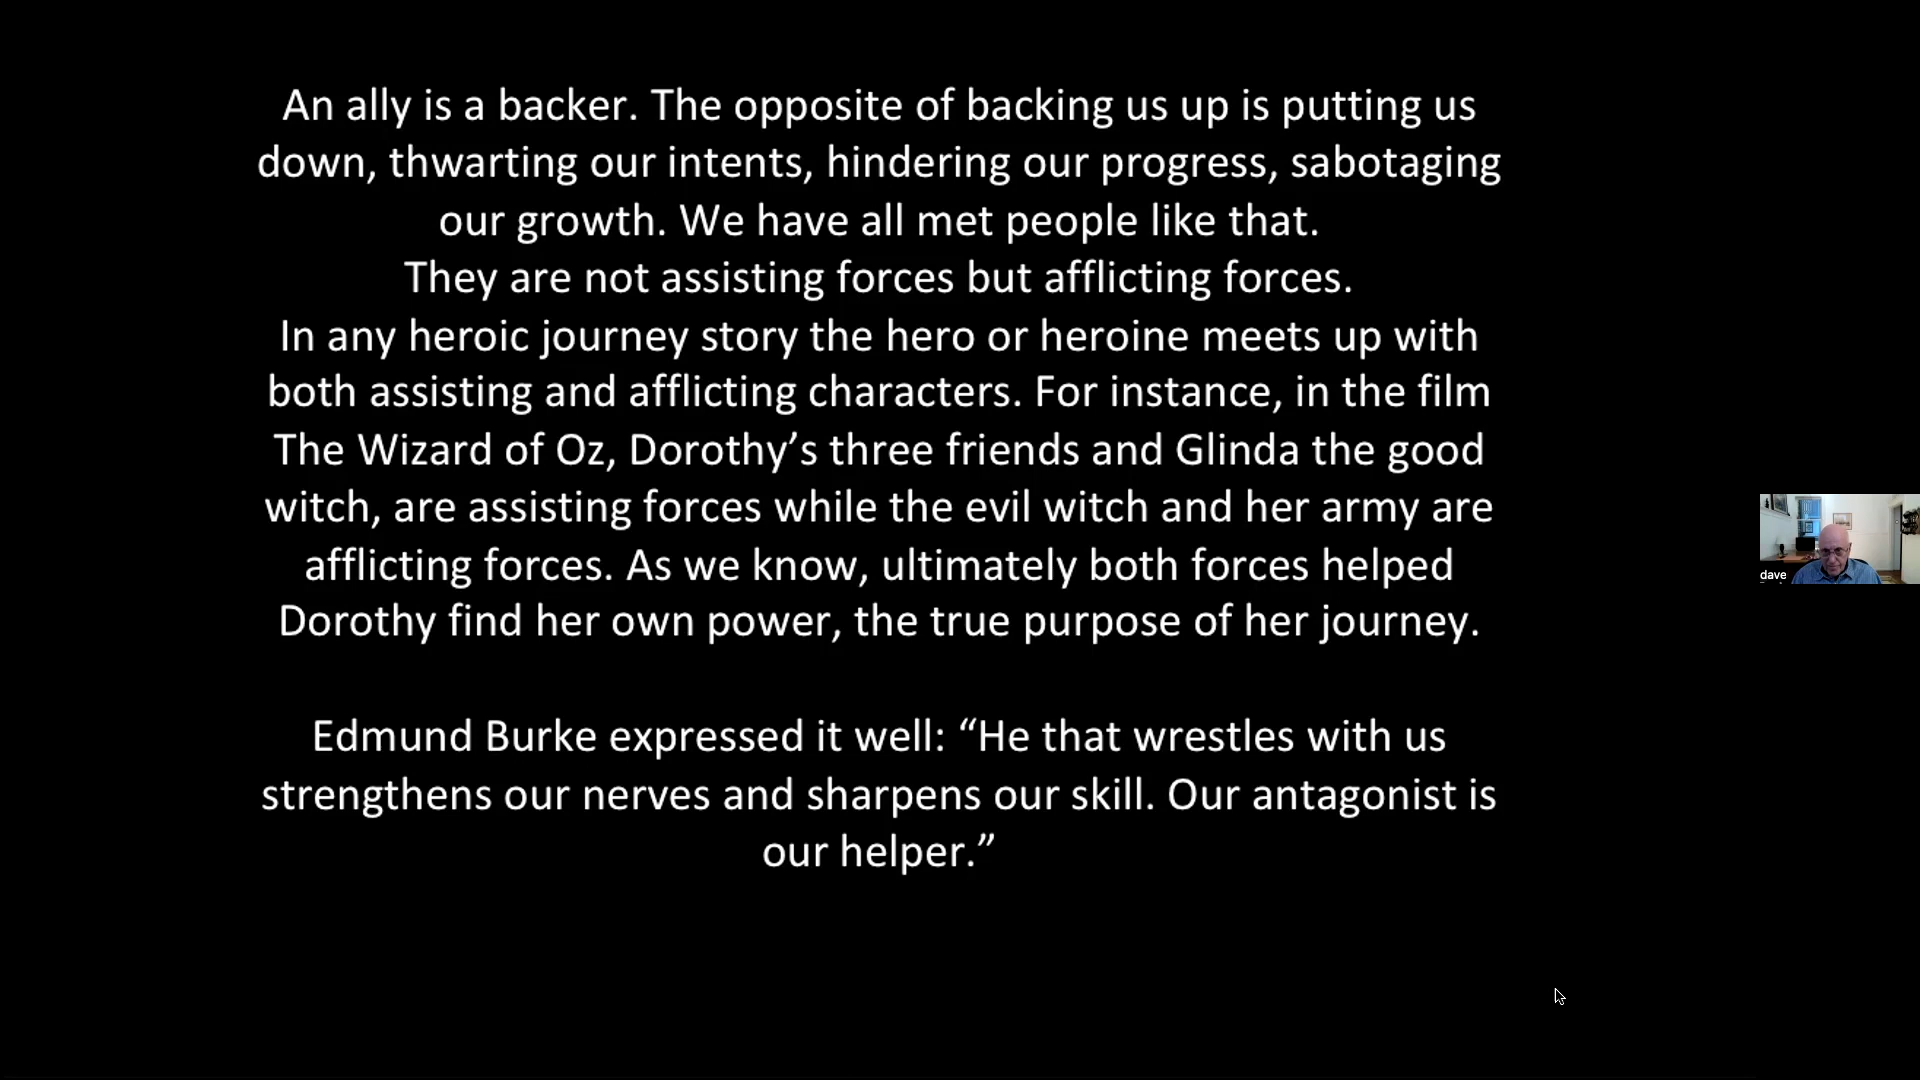 An ally is a backer. The opposite of backing us up is putting us
down, thwarting our intents, hindering our progress, sabotaging
our growth. We have all met people like that.
They are not assisting forces but afflicting forces.
In any heroic journey story the hero or heroine meets up with
both assisting and afflicting characters. For instance, in the film
The Wizard of Oz, Dorothy’s three friends and Glinda the good
witch, are assisting forces while the evil witch and her army are
afflicting forces. As we know, ultimately both forces helped
Dorothy find her own power, the true purpose of her journey.
Edmund Burke expressed it well: “He that wrestles with us
strengthens our nerves and sharpens our skill. Our antagonist is
our helper.”
dave